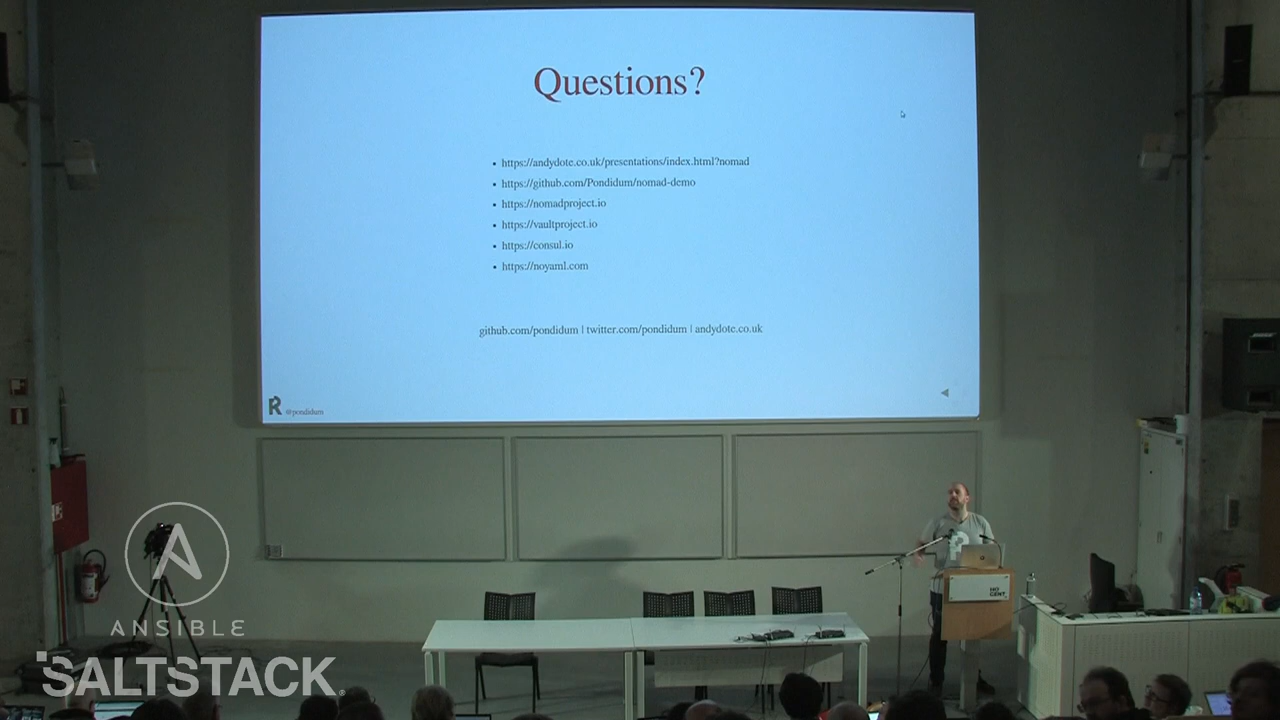 Questions?
• https://andydote.co.uk/presentations/index.html?nomad
• https://github.com/Pondidum/nomad-demo
• https://nomadproject.io
• https://vaultproject.io
• https://consul.io
• https://noyaml.com
github.com/pondidum | twitter.com/pondidum | andydote.co.uk
@pondidum
HO
GENT
ANSIBLE
SALTSTACK